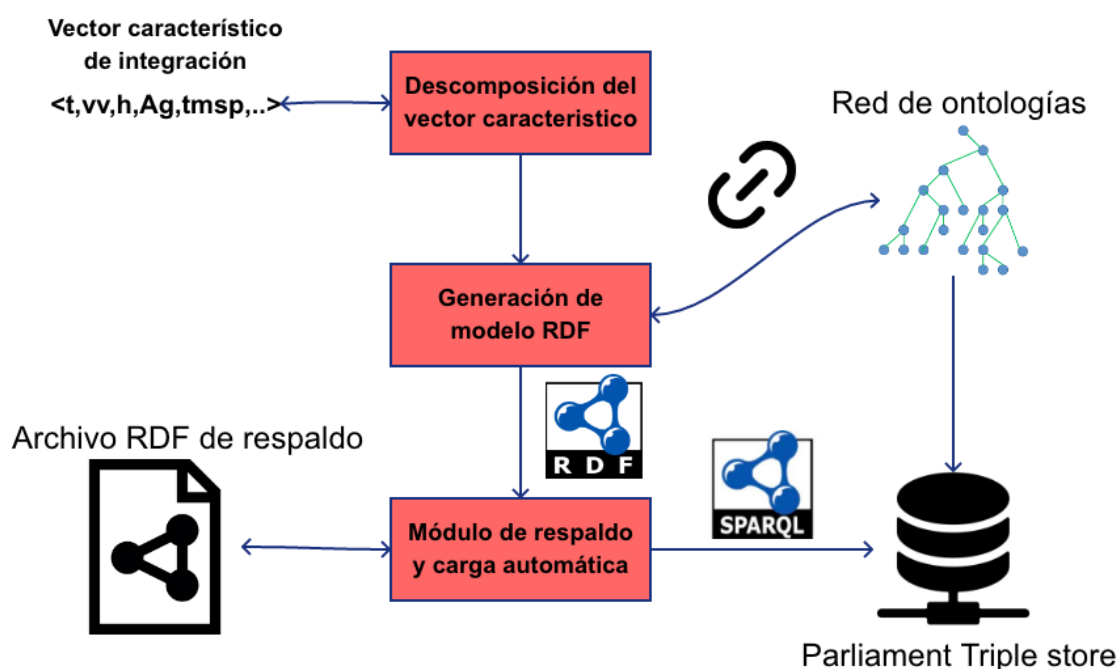 Vector característico
de integración
<t,vv,h,Ag,tmsp,..>
Descomposición del
vector caracteristico
Red de ontologías
Generación de
modelo RDF
RDF
Archivo RDF de respaldo
SPARQL
Módulo de respaldo
y carga automática
Parliament Triple store